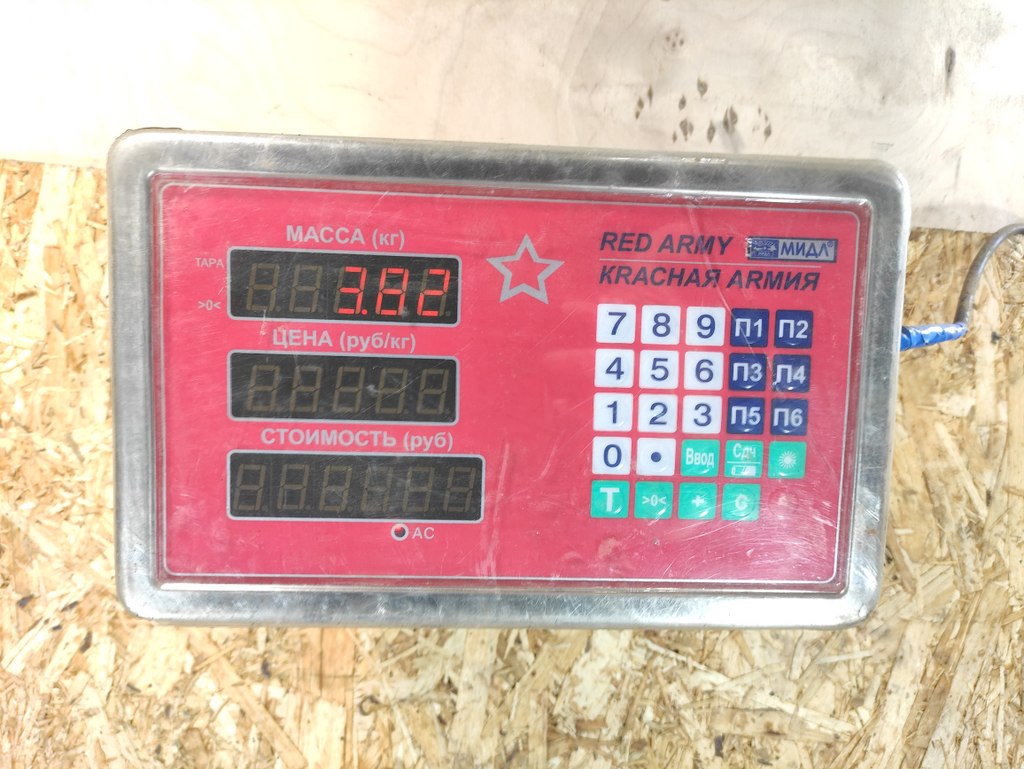 МАССА (кг)
ТАРА
>0<
3.82
ЦЕНА (руб/кг)
СТОИМОСТЬ (руб)
AC
RED ARMY МИДЛ®
КRАСНАЯ АRМИЯ
7 8 9 П1 П2
4 5 6 П3 П4
1 2 3 П5 П6
0 • Ввод Сдч
T >0< + C